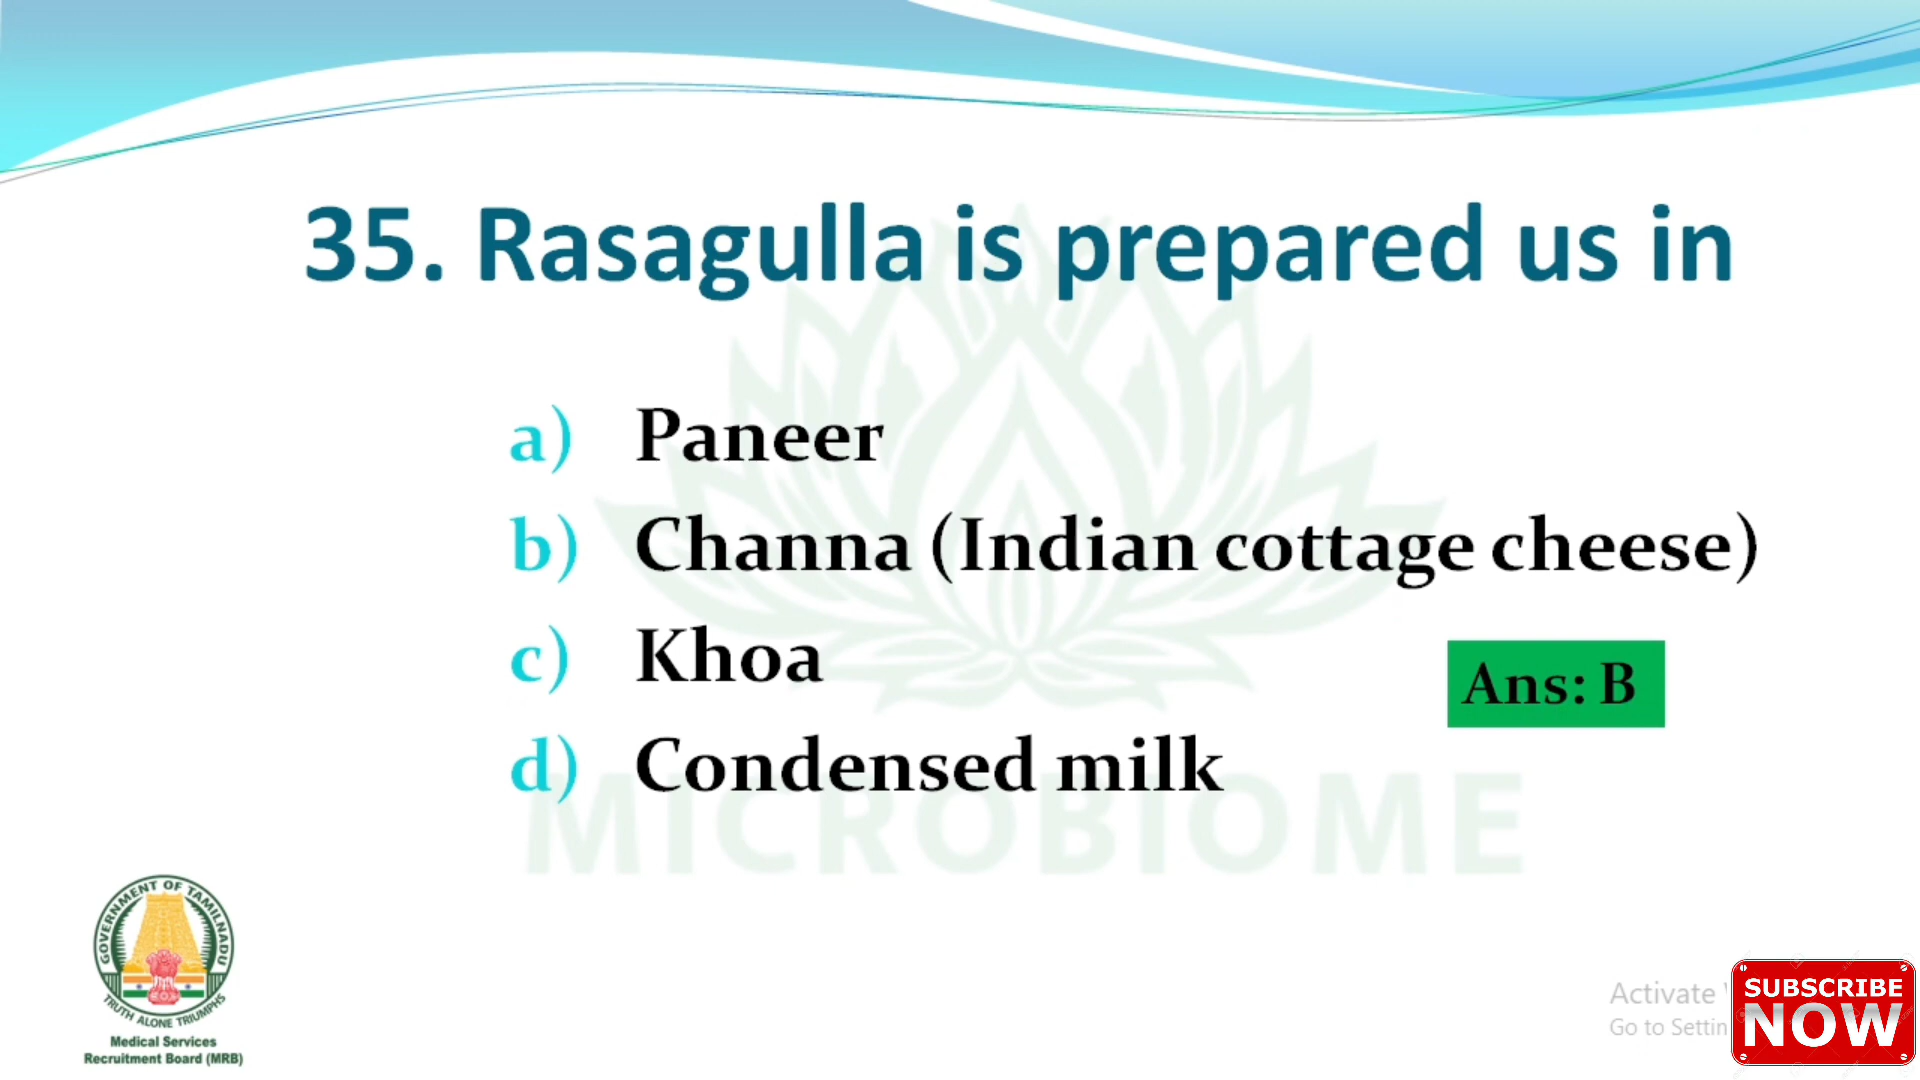 35. Rasagulla is prepared us in
a) Paneer
b) Channa (Indian cottage cheese)
c) Khoa
Ans: B
d) Condensed milk
MICROBIOME
GOVERNMENT OF TAMILNADU
TRUTH ALONE TRIUMPHS
Medical Services
Recruitment Board (MRB)
Activate
Go to Settin
SUBSCRIBE
NOW